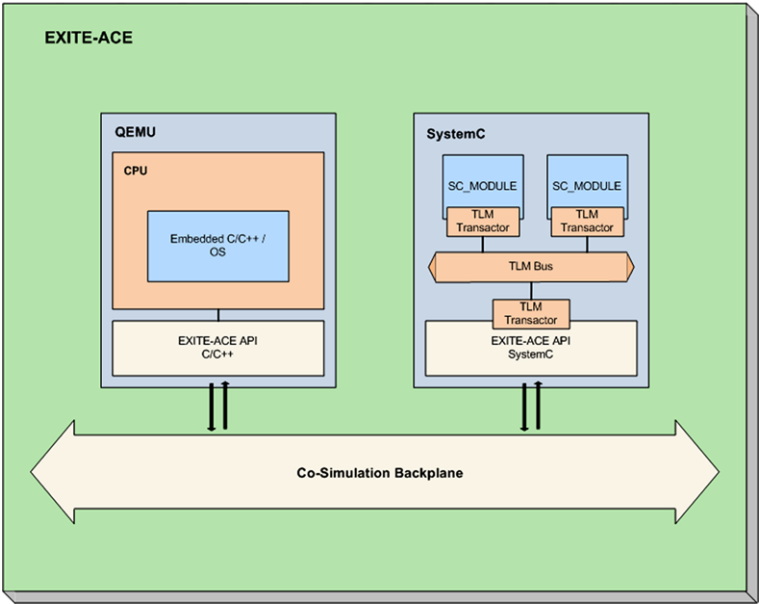 EXITE-ACE
QEMU
CPU
Embedded C/C++ /
OS
EXITE-ACE API
C/C++
SystemC
SC_MODULE
TLM
Transactor
SC_MODULE
TLM
Transactor
TLM Bus
TLM
Transactor
EXITE-ACE API
SystemC
Co-Simulation Backplane